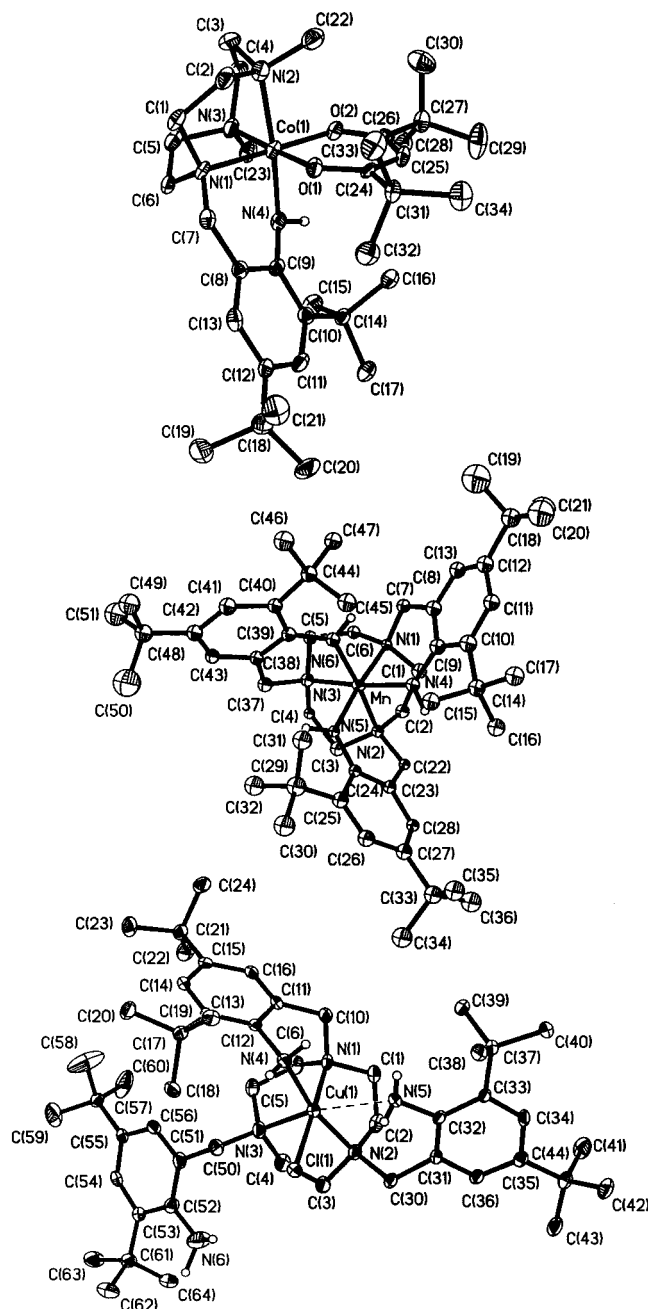 C(3)
C(22)
C(4)
C(30)
C(2)
N(2)
C(1)
N(3)
Co(1)
O(2)
C(26)
C(27)
C(5)
C(33)
C(28)
C(29)
C(25)
C(6)
N(1)
C(23)
O(1)
C(24)
C(31)
C(34)
N(4)
C(7)
C(32)
C(8)
C(9)
C(15)
C(16)
C(13)
C(10)
C(14)
C(12)
C(11)
C(17)
C(21)
C(19)
C(18)
C(20)
C(19)
C(46)
C(47)
C(21)
C(18)
C(20)
C(49)
C(41)
C(40)
C(44)
C(13)
C(12)
C(7)
C(8)
C(51)
C(42)
C(5)
C(45)
C(11)
C(39)
N(1)
C(10)
C(48)
C(6)
C(9)
C(43)
C(38)
N(6)
C(1)
N(4)
C(17)
C(50)
C(37)
N(3)
Mn
C(14)
C(4)
C(15)
C(2)
C(16)
C(31)
N(5)
N(2)
C(3)
C(22)
C(29)
C(24)
C(23)
C(32)
C(25)
C(28)
C(30)
C(26)
C(27)
C(35)
C(33)
C(36)
C(24)
C(34)
C(23)
C(21)
C(22)
C(15)
C(16)
C(14)
C(11)
C(39)
C(20)
C(19)
C(13)
C(10)
C(40)
C(58)
C(17)
C(12)
C(6)
C(38)
C(37)
C(60)
N(4)
N(1)
C(1)
C(18)
N(5)
C(33)
C(57)
C(5)
Cu(1)
C(34)
C(59)
C(56)
C(32)
C(55)
C(51)
N(3)
C(2)
C(44)
C(41)
C(50)
N(2)
C(31)
C(54)
C(4)
Cl(1)
C(35)
C(52)
C(3)
C(30)
C(36)
C(42)
C(53)
C(43)
C(61)
N(6)
C(63)
C(62)
C(64)